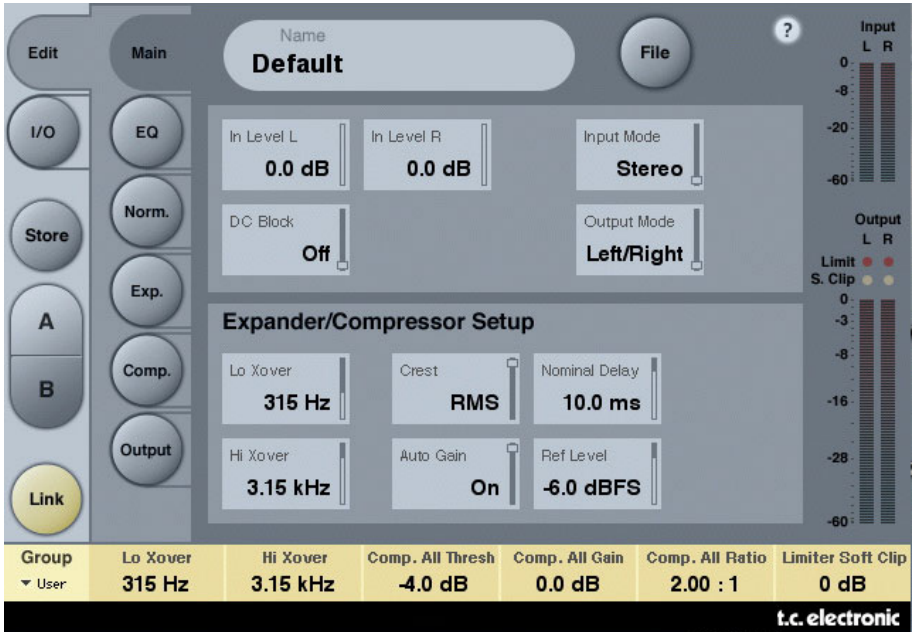 Edit
Main
Name
Default
File
?
Input
L R
0
-8
-20
-60
I/O
EQ
In Level L
0.0 dB
In Level R
0.0 dB
Input Mode
Stereo
Store
Norm.
DC Block
Off
Output Mode
Left/Right
Output
L R
Limit
S. Clip
0
-3
-8
-16
-28
-60
A
B
Exp.
Comp.
Output
Link
Expander/Compressor Setup
Lo Xover
315 Hz
Crest
RMS
Nominal Delay
10.0 ms
Hi Xover
3.15 kHz
Auto Gain
On
Ref Level
-6.0 dBFS
Group
User
Lo Xover
315 Hz
Hi Xover
3.15 kHz
Comp. All Thresh
-4.0 dB
Comp. All Gain
0.0 dB
Comp. All Ratio
2.00 : 1
Limiter Soft Clip
0 dB
t.c. electronic